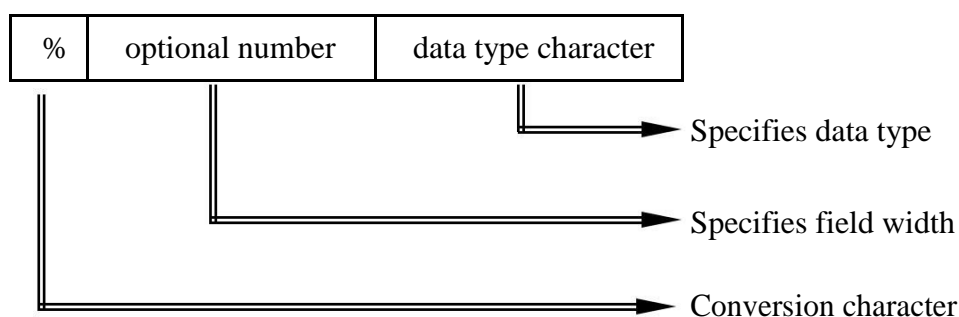 % optional number data type character
Specifies data type
Specifies field width
Conversion character